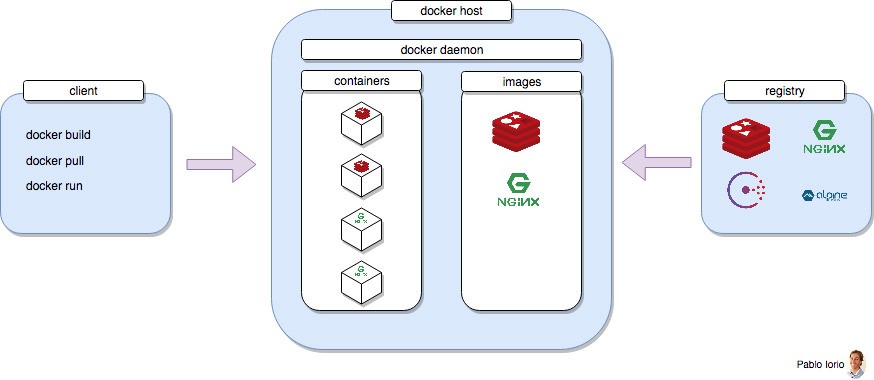 docker host
docker daemon
client
docker build
docker pull
docker run
containers
images
NGINX
registry
NGINX
alpine
Pablo Iorio